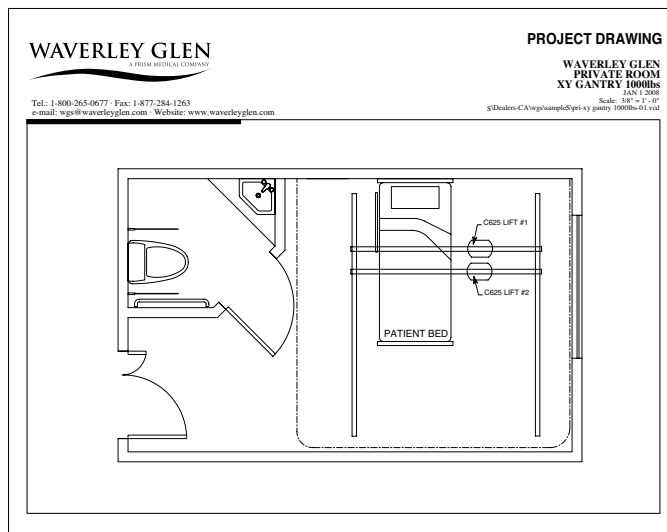 WAVERLEY GLEN
A PRISM MEDICAL COMPANY
Tel.: 1-800-265-0677 · Fax: 1-877-284-1263
e-mail: wgs@waverleyglen.com · Website: www.waverleyglen.com
PROJECT DRAWING
WAVERLEY GLEN
PRIVATE ROOM
XY GANTRY 1000lbs
JAN 1 2008
Scale: 3/8" = 1' - 0"
S:\Dealers-CA\wgs\sampleS\pri-xy gantry 1000lbs-01.vcd
C625 LIFT #1
C625 LIFT #2
PATIENT BED